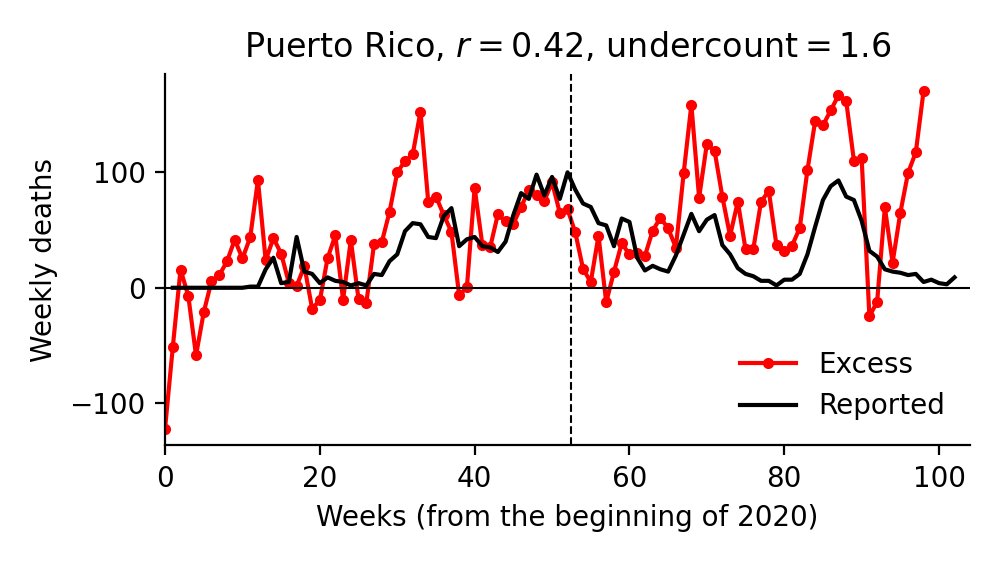 Puerto Rico, r = 0.42, undercount = 1.6
Weekly deaths
100
0
−100
Excess
Reported
0 20 40 60 80 100
Weeks (from the beginning of 2020)